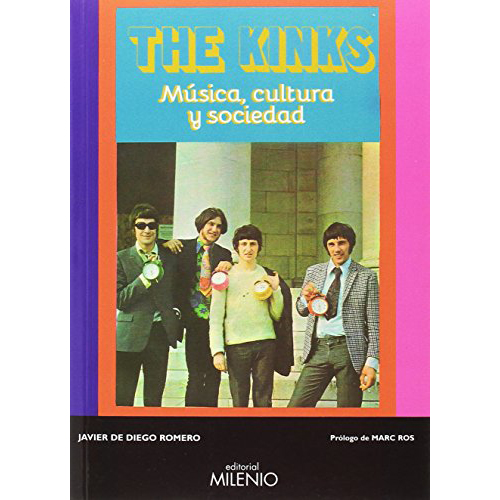 THE KINKS
Música, cultura
y sociedad
JAVIER DE DIEGO ROMERO
Prólogo de MARC ROS
editorial
MILENIO